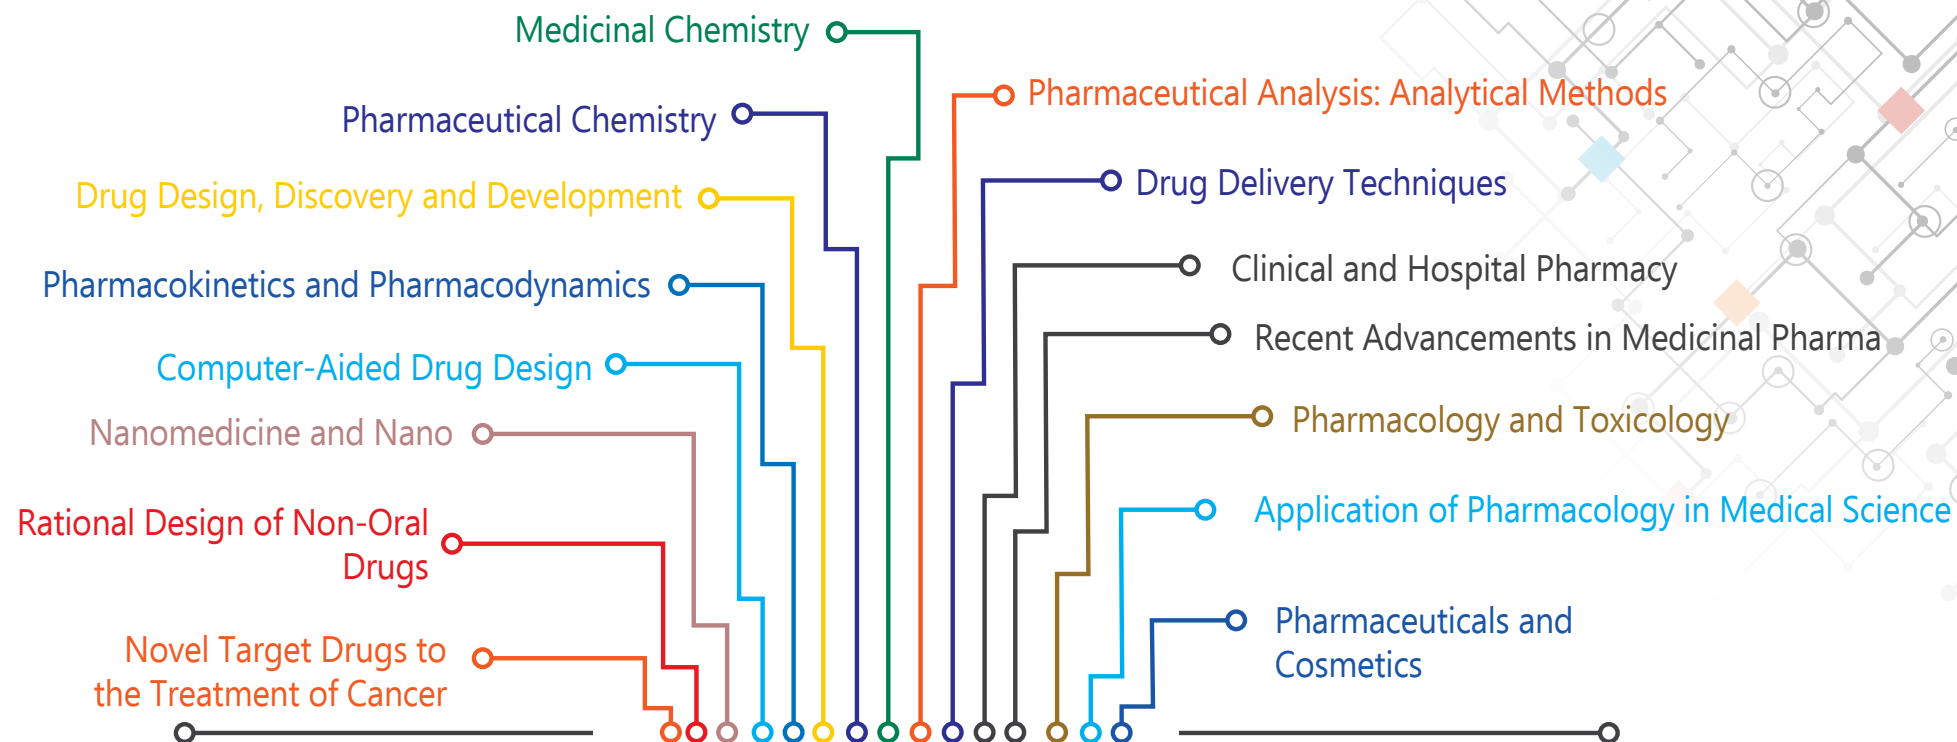 Medicinal Chemistry
Pharmaceutical Chemistry
Drug Design, Discovery and Development
Pharmacokinetics and Pharmacodynamics
Computer-Aided Drug Design
Nanomedicine and Nano
Rational Design of Non-Oral
Drugs
Novel Target Drugs to
the Treatment of Cancer
Pharmaceutical Analysis: Analytical Methods
Drug Delivery Techniques
Clinical and Hospital Pharmacy
Recent Advancements in Medicinal Pharma
Pharmacology and Toxicology
Application of Pharmacology in Medical Science
Pharmaceuticals and
Cosmetics